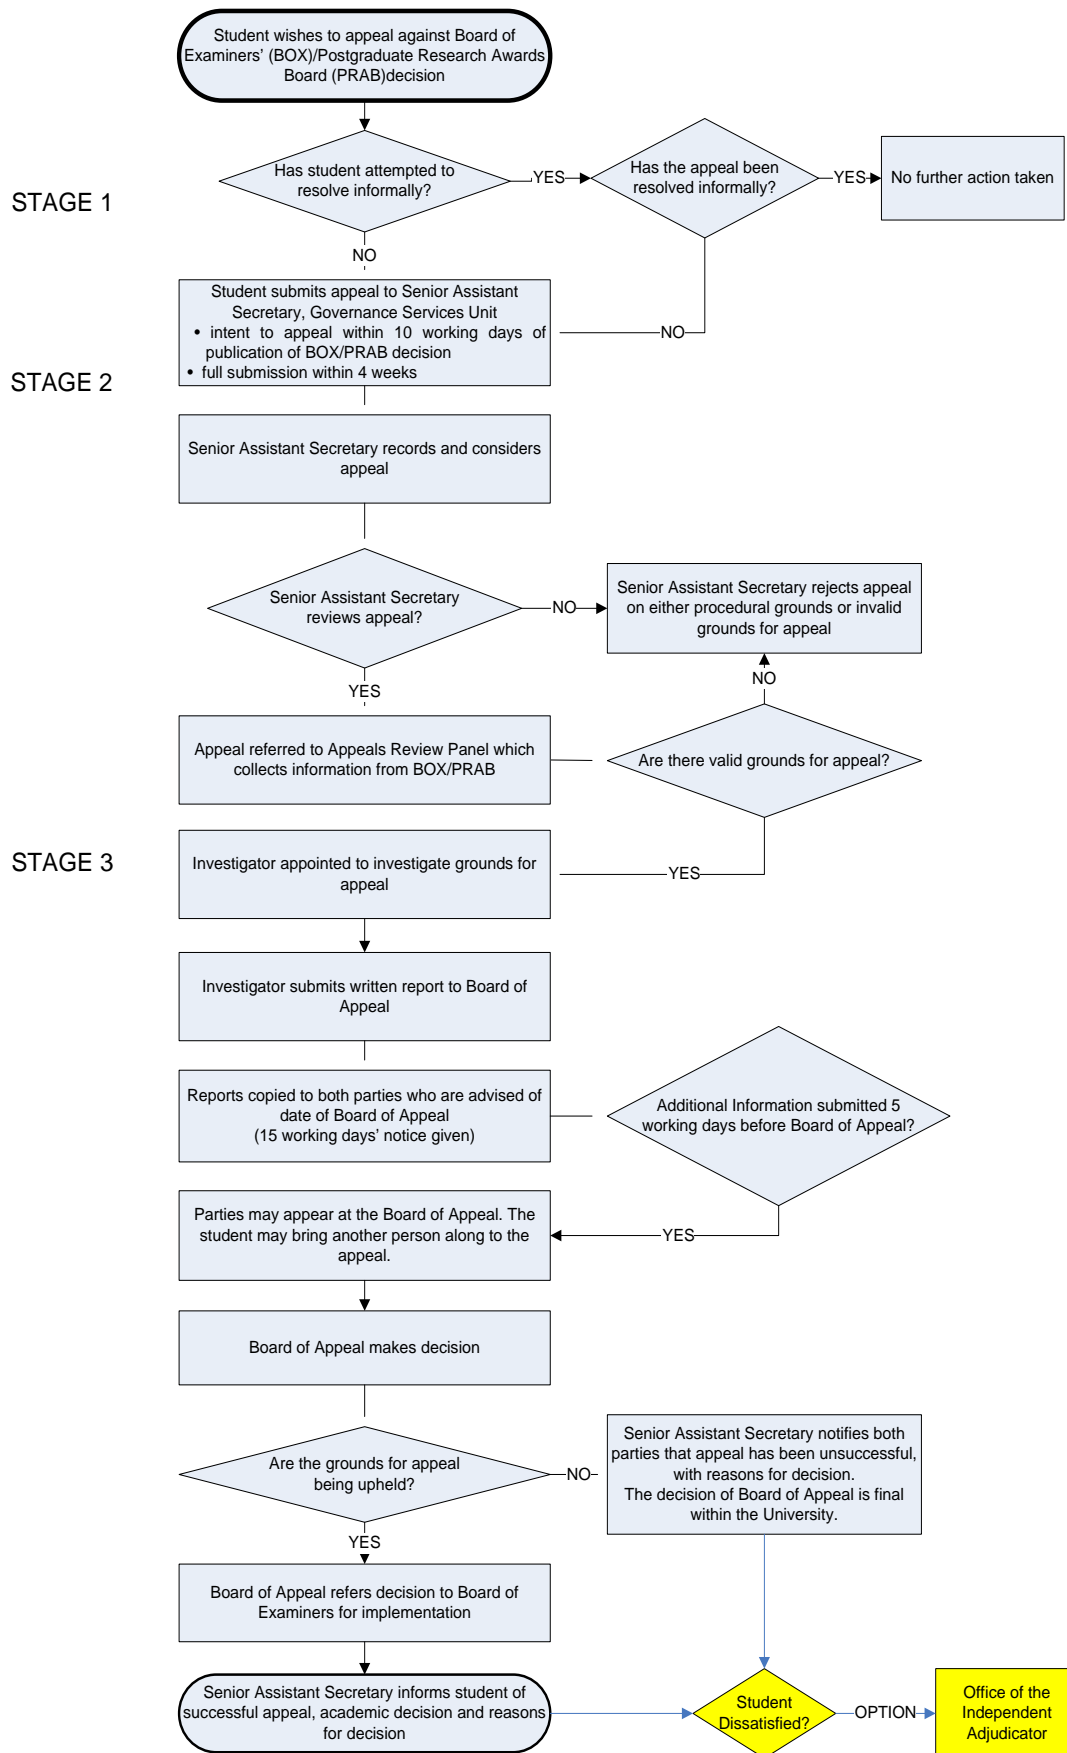 Student wishes to appeal against Board of
Examiners' (BOX)/Postgraduate Research Awards
Board (PRAB)decision
Has student attempted to
resolve informally?
YES
Has the appeal been
resolved informally?
YES
No further action taken
STAGE 1
NO
Student submits appeal to Senior Assistant
Secretary, Governance Services Unit
• intent to appeal within 10 working days of
publication of BOX/PRAB decision
• full submission within 4 weeks
NO
STAGE 2
Senior Assistant Secretary records and considers
appeal
Senior Assistant Secretary
reviews appeal?
NO
Senior Assistant Secretary rejects appeal
on either procedural grounds or invalid
grounds for appeal
YES
NO
Appeal referred to Appeals Review Panel which
collects information from BOX/PRAB
Are there valid grounds for appeal?
STAGE 3
Investigator appointed to investigate grounds for
appeal
YES
Investigator submits written report to Board of
Appeal
Reports copied to both parties who are advised of
date of Board of Appeal
(15 working days' notice given)
Additional Information submitted 5
working days before Board of Appeal?
Parties may appear at the Board of Appeal. The
student may bring another person along to the
appeal.
YES
Board of Appeal makes decision
Are the grounds for appeal
being upheld?
NO
Senior Assistant Secretary notifies both
parties that appeal has been unsuccessful,
with reasons for decision.
The decision of Board of Appeal is final
within the University.
YES
Board of Appeal refers decision to Board of
Examiners for implementation
Senior Assistant Secretary informs student of
successful appeal, academic decision and reasons
for decision
Student
Dissatisfied?
OPTION
Office of the
Independent
Adjudicator